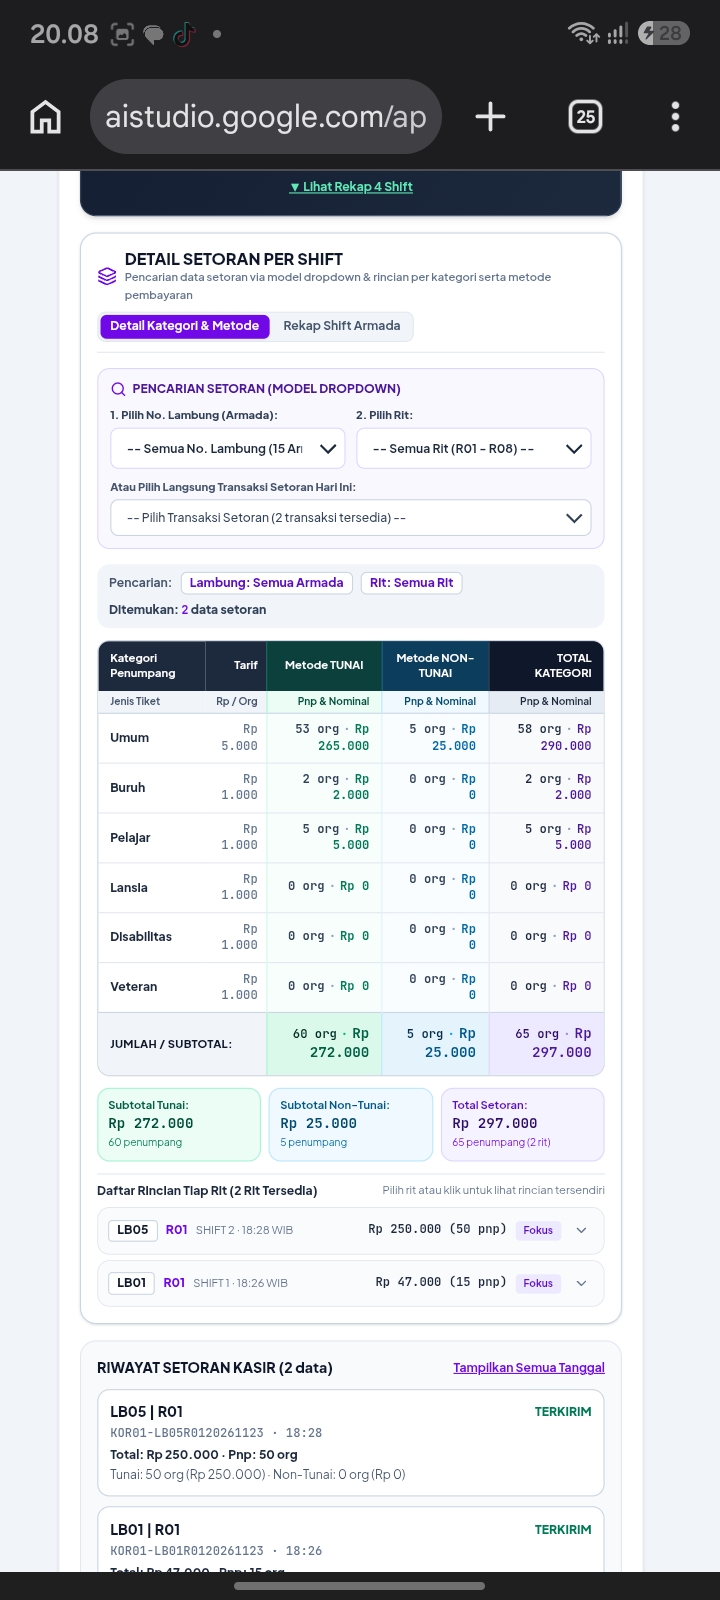 20.08
28
aistudio.google.com/ap
25
▼ Lihat Rekap 4 Shift
DETAIL SETORAN PER SHIFT
Pencarian data setoran via model dropdown & rincian per kategori serta metode
pembayaran
Detail Kategori & Metode Rekap Shift Armada
PENCARIAN SETORAN (MODEL DROPDOWN)
1. Pilih No. Lambung (Armada): 2. Pilih Rit:
-- Semua No. Lambung (15 Ar -- Semua Rit (R01 - R08) --
Atau Pilih Langsung Transaksi Setoran Hari Ini:
-- Pilih Transaksi Setoran (2 transaksi tersedia) --
Pencarian: Lambung: Semua Armada Rit: Semua Rit
Ditemukan: 2 data setoran
Kategori Penumpang Tarif Metode TUNAI Metode NON-TUNAI TOTAL KATEGORI
Jenis Tiket Rp / Org Pnp & Nominal Pnp & Nominal Pnp & Nominal
Umum Rp 5.000 53 org · Rp 265.000 5 org · Rp 25.000 58 org · Rp 290.000
Buruh Rp 1.000 2 org · Rp 2.000 0 org · Rp 0 2 org · Rp 2.000
Pelajar Rp 1.000 5 org · Rp 5.000 0 org · Rp 0 5 org · Rp 5.000
Lansia Rp 1.000 0 org · Rp 0 0 org · Rp 0 0 org · Rp 0
Disabilitas Rp 1.000 0 org · Rp 0 0 org · Rp 0 0 org · Rp 0
Veteran Rp 1.000 0 org · Rp 0 0 org · Rp 0 0 org · Rp 0
JUMLAH / SUBTOTAL: 60 org · Rp 272.000 5 org · Rp 25.000 65 org · Rp 297.000
Subtotal Tunai: Subtotal Non-Tunai: Total Setoran:
Rp 272.000 Rp 25.000 Rp 297.000
60 penumpang 5 penumpang 65 penumpang (2 rit)
Daftar Rincian Tiap Rit (2 Rit Tersedia) Pilih rit atau klik untuk lihat rincian tersendiri
LB05 R01 SHIFT 2 · 18:28 WIB Rp 250.000 (50 pnp) Fokus
LB01 R01 SHIFT 1 · 18:26 WIB Rp 47.000 (15 pnp) Fokus
RIWAYAT SETORAN KASIR (2 data) Tampilkan Semua Tanggal
LB05 | R01 TERKIRIM
KOR01-LB05R0120261123 · 18:28
Total: Rp 250.000 · Pnp: 50 org
Tunai: 50 org (Rp 250.000) · Non-Tunai: 0 org (Rp 0)
LB01 | R01 TERKIRIM
KOR01-LB01R0120261123 · 18:26
Total: Rp 47.000 · Pnp: 15 org